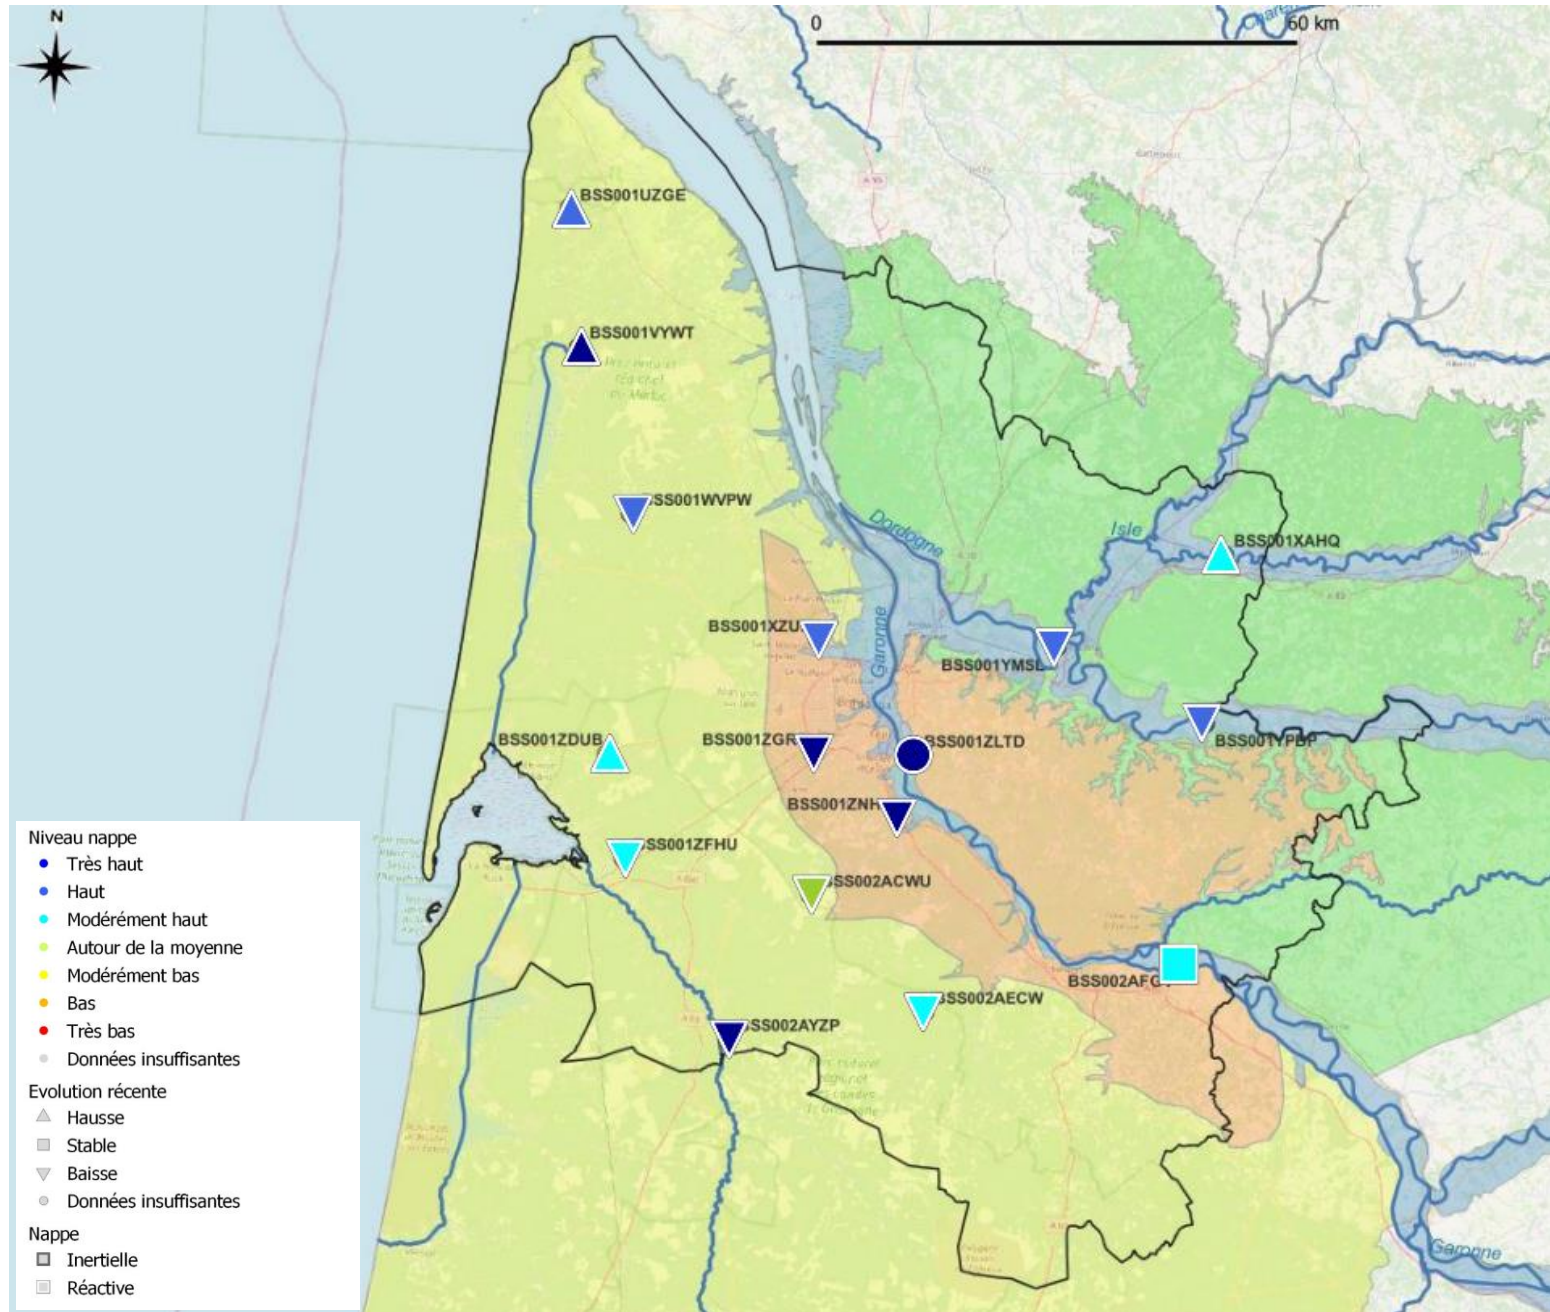 N
0
60 km
BSS001UZGE
BSS001VYWT
SS001WVPW
Dordogne
Isle
BSS001XAHQ
BSS001XZU
Garonne
BSS001YMSL
BSS001ZDUB
BSS001ZGR
BSS001ZLTD
BSS001YPBP
BSS001ZNH
SS001ZFHU
SS002ACWU
BSS002AFG
SS002AECW
SS002AYZP
Garonne
Niveau nappe
Très haut
Haut
Modérément haut
Autour de la moyenne
Modérément bas
Bas
Très bas
Données insuffisantes
Evolution récente
Hausse
Stable
Baisse
Données insuffisantes
Nappe
Inertielle
Réactive